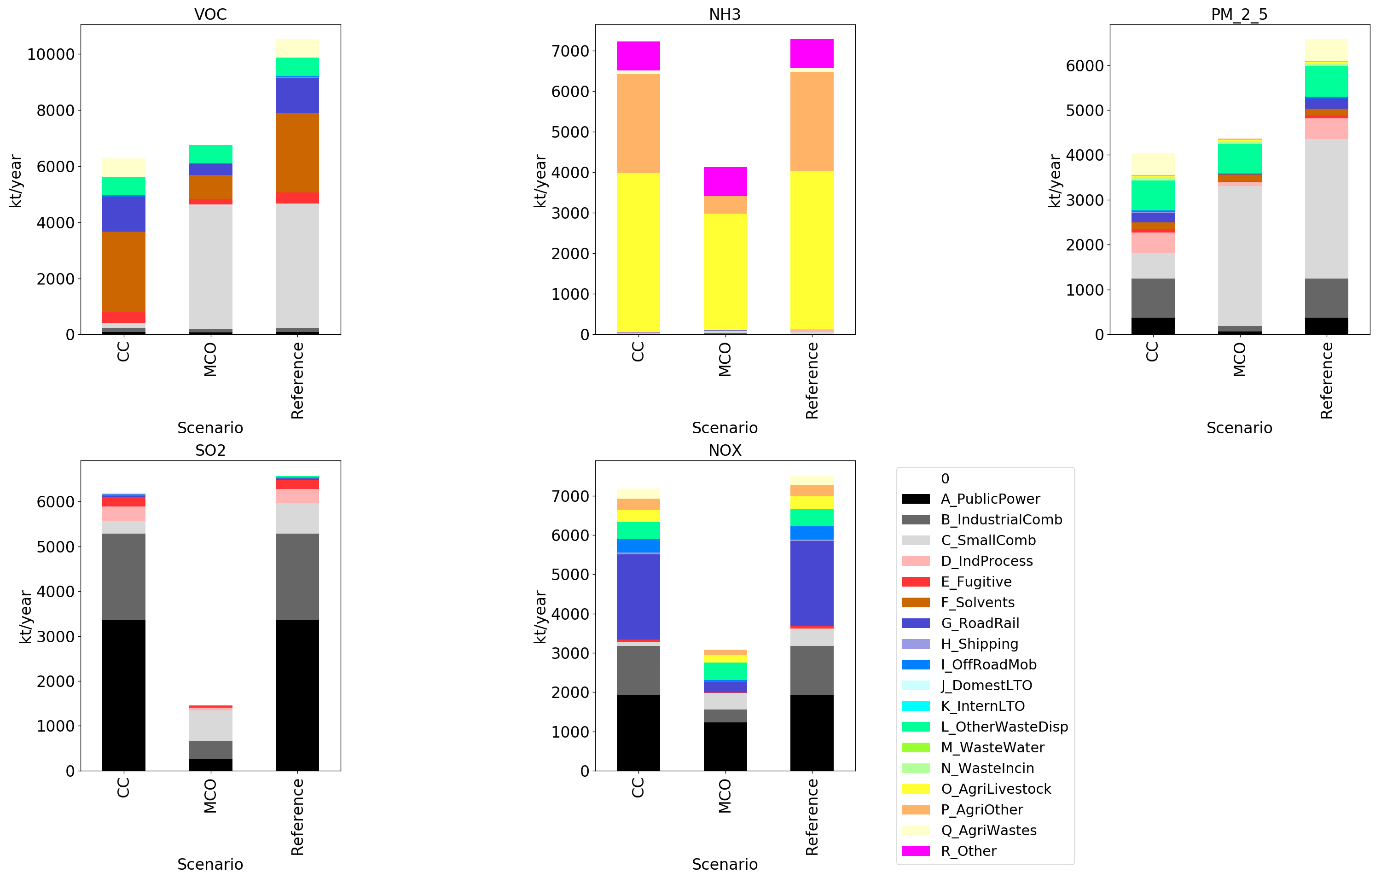 VOC
10000
8000
6000
4000
2000
0
kt/year
CC
MCO
Reference
Scenario
NH3
7000
6000
5000
4000
3000
2000
1000
0
kt/year
CC
MCO
Reference
Scenario
PM_2_5
6000
5000
4000
3000
2000
1000
0
kt/year
CC
MCO
Reference
Scenario
SO2
6000
5000
4000
3000
2000
1000
0
kt/year
CC
MCO
Reference
Scenario
NOX
7000
6000
5000
4000
3000
2000
1000
0
kt/year
CC
MCO
Reference
Scenario
0
A_PublicPower
B_IndustrialComb
C_SmallComb
D_IndProcess
E_Fugitive
F_Solvents
G_RoadRail
H_Shipping
I_OffRoadMob
J_DomestLTO
K_InternLTO
L_OtherWasteDisp
M_WasteWater
N_WasteIncin
O_AgriLivestock
P_AgriOther
Q_AgriWastes
R_Other